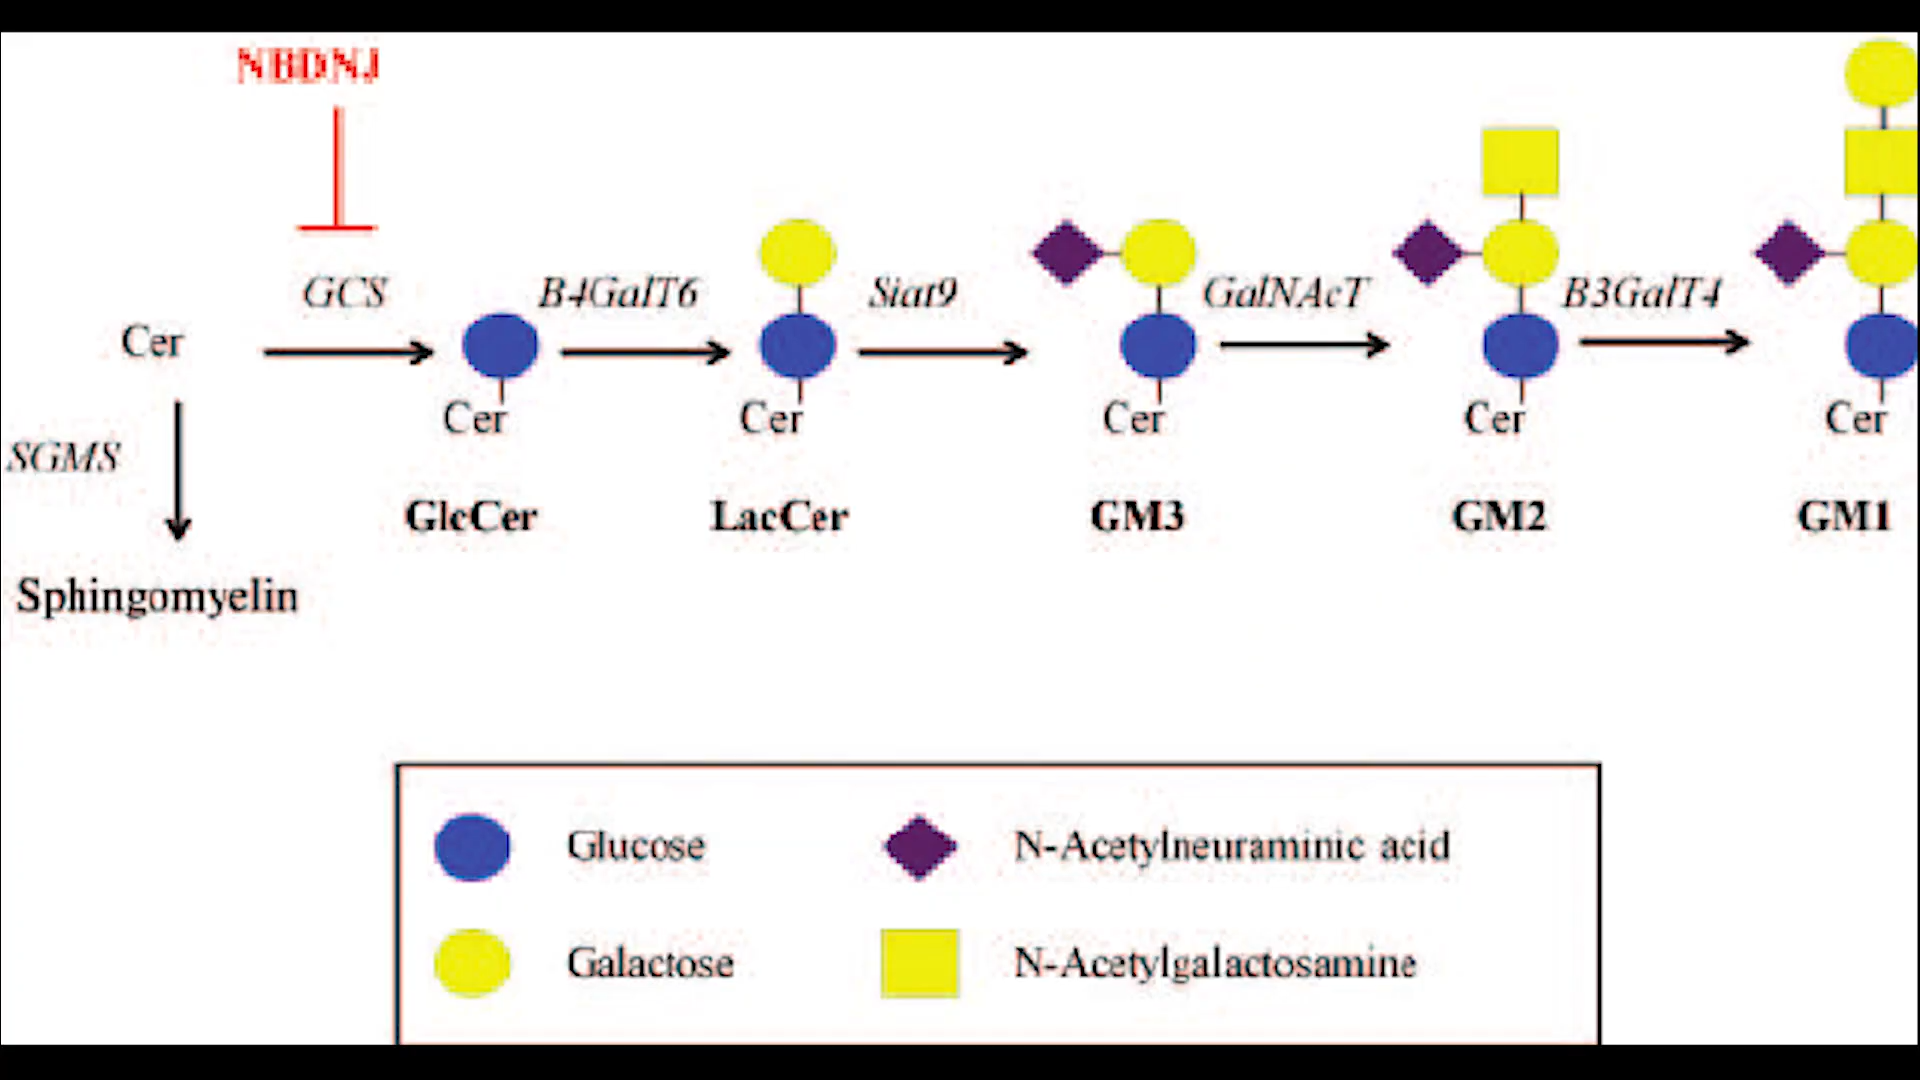 NBDNJ
GCS B4GalT6 Siat9 GalNAcT B3GalT4
Cer
Cer Cer Cer Cer Cer
SGMS
GlcCer LacCer GM3 GM2 GM1
Sphingomyelin
Glucose N-Acetylneuraminic acid
Galactose N-Acetylgalactosamine